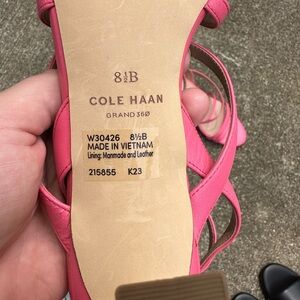 8½B
COLE HAAN
GRAND 360
W30426 8½B
MADE IN VIETNAM
Lining: Manmade and Leather
215855 K23